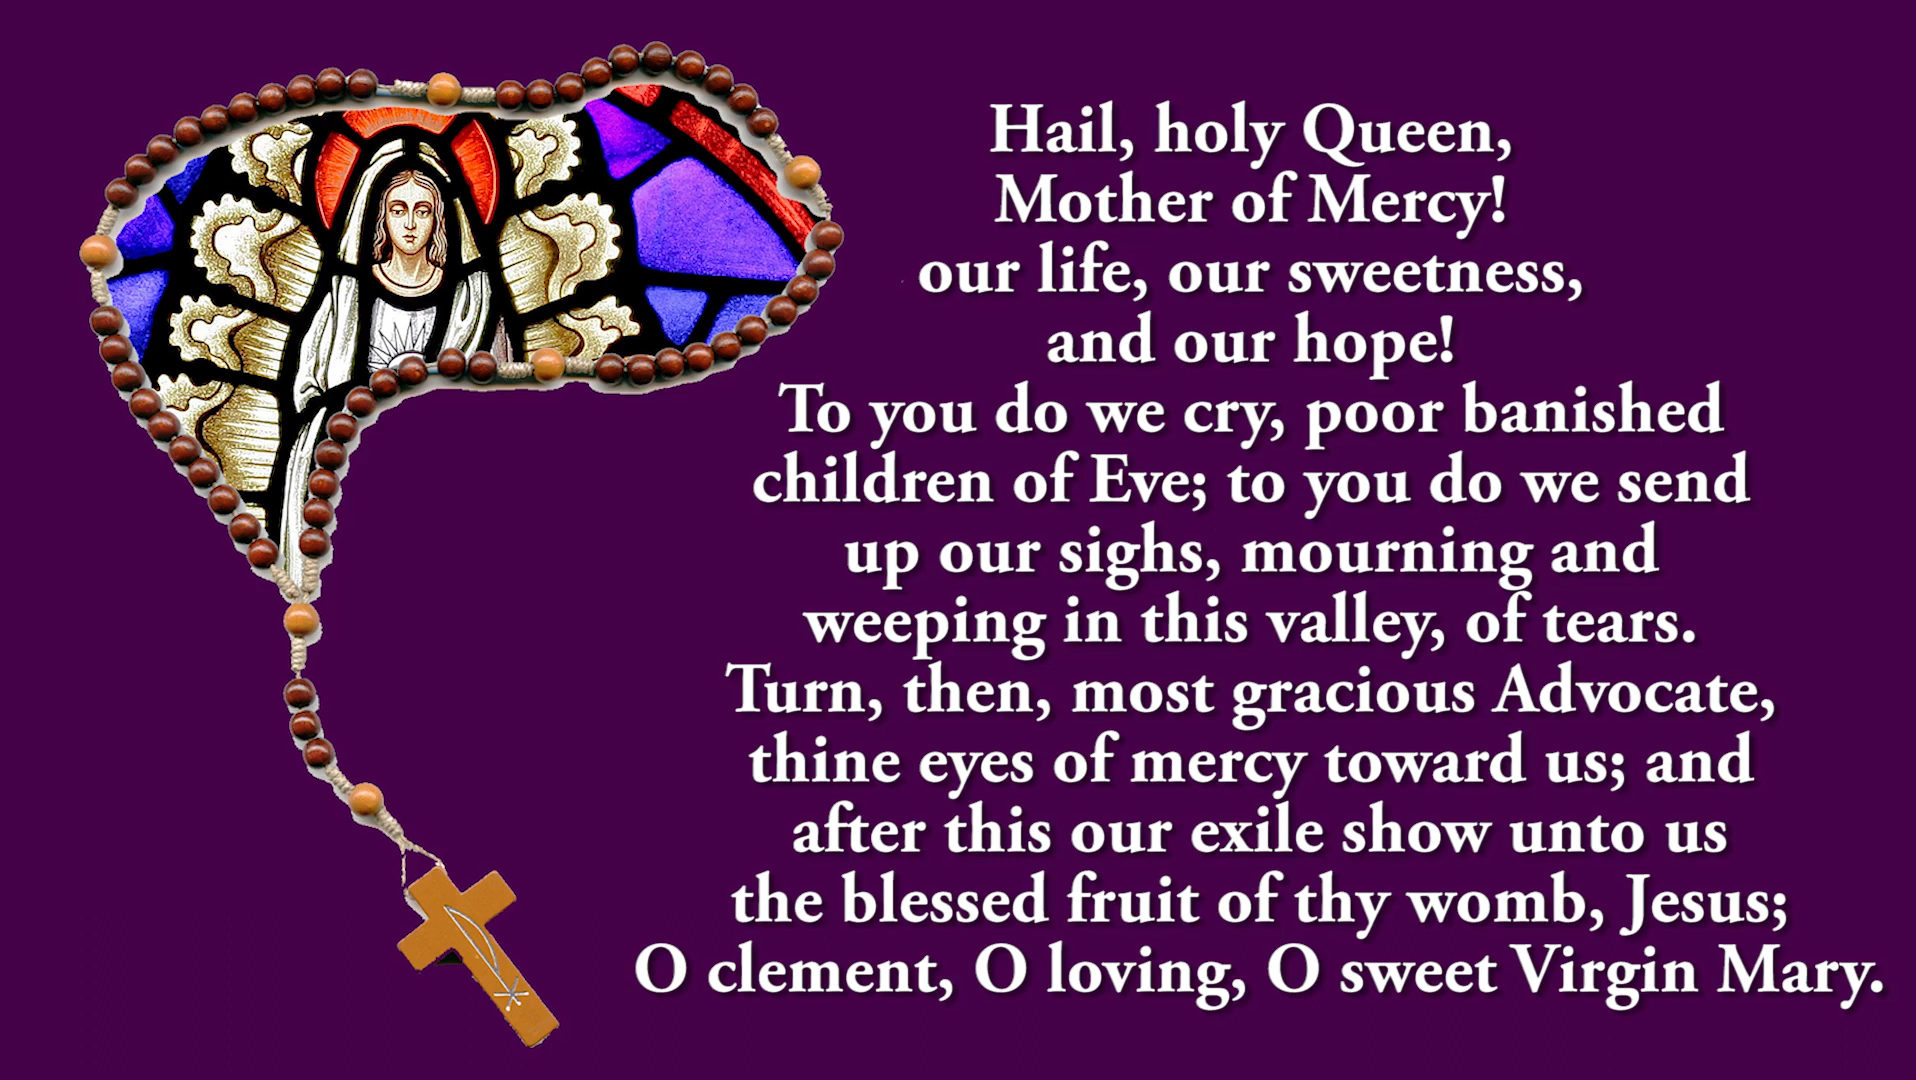 Hail, holy Queen,
Mother of Mercy!
our life, our sweetness,
and our hope!
To you do we cry, poor banished
children of Eve; to you do we send
up our sighs, mourning and
weeping in this valley, of tears.
Turn, then, most gracious Advocate,
thine eyes of mercy toward us; and
after this our exile show unto us
the blessed fruit of thy womb, Jesus;
O clement, O loving, O sweet Virgin Mary.